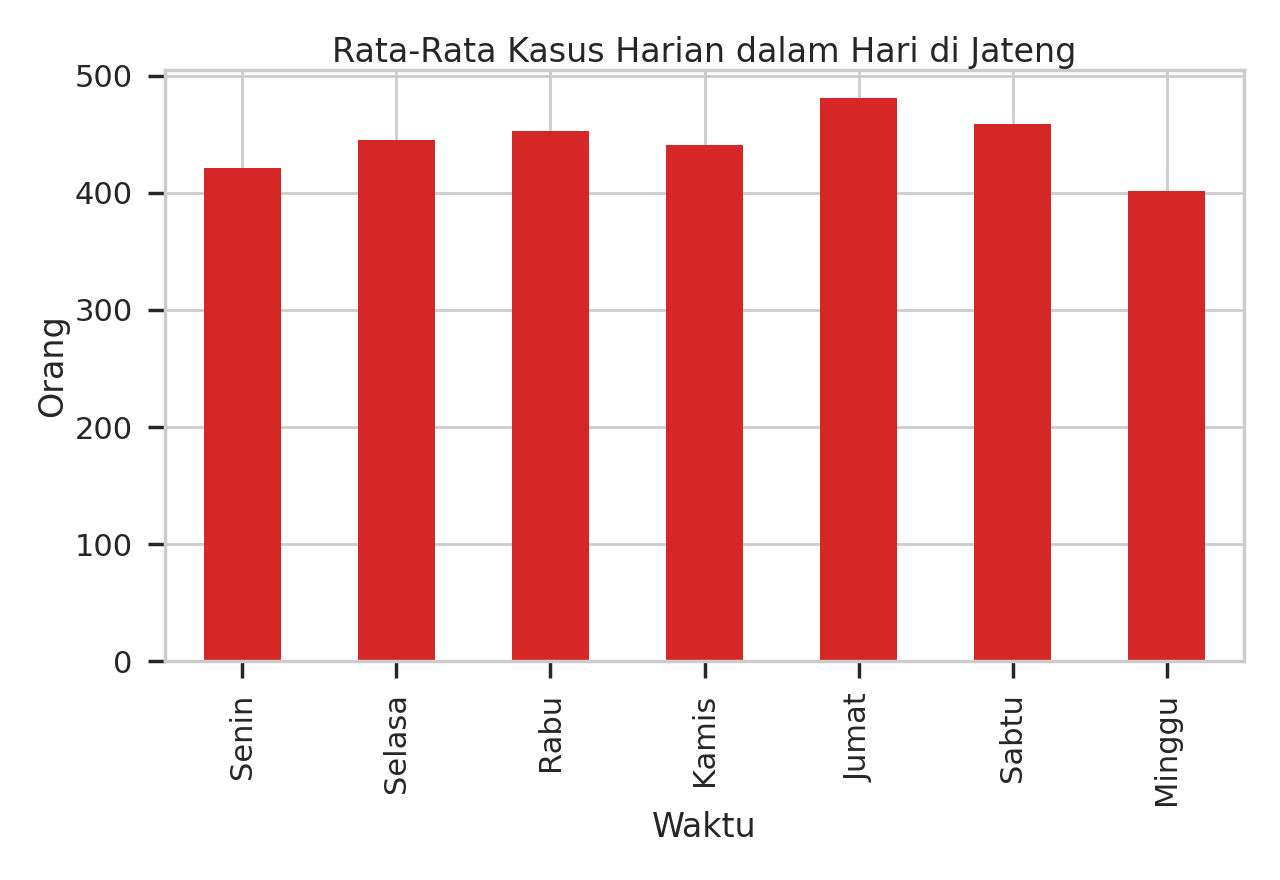 Rata-Rata Kasus Harian dalam Hari di Jateng
500
400
300
200
100
0
Orang
Senin
Selasa
Rabu
Kamis
Jumat
Sabtu
Minggu
Waktu